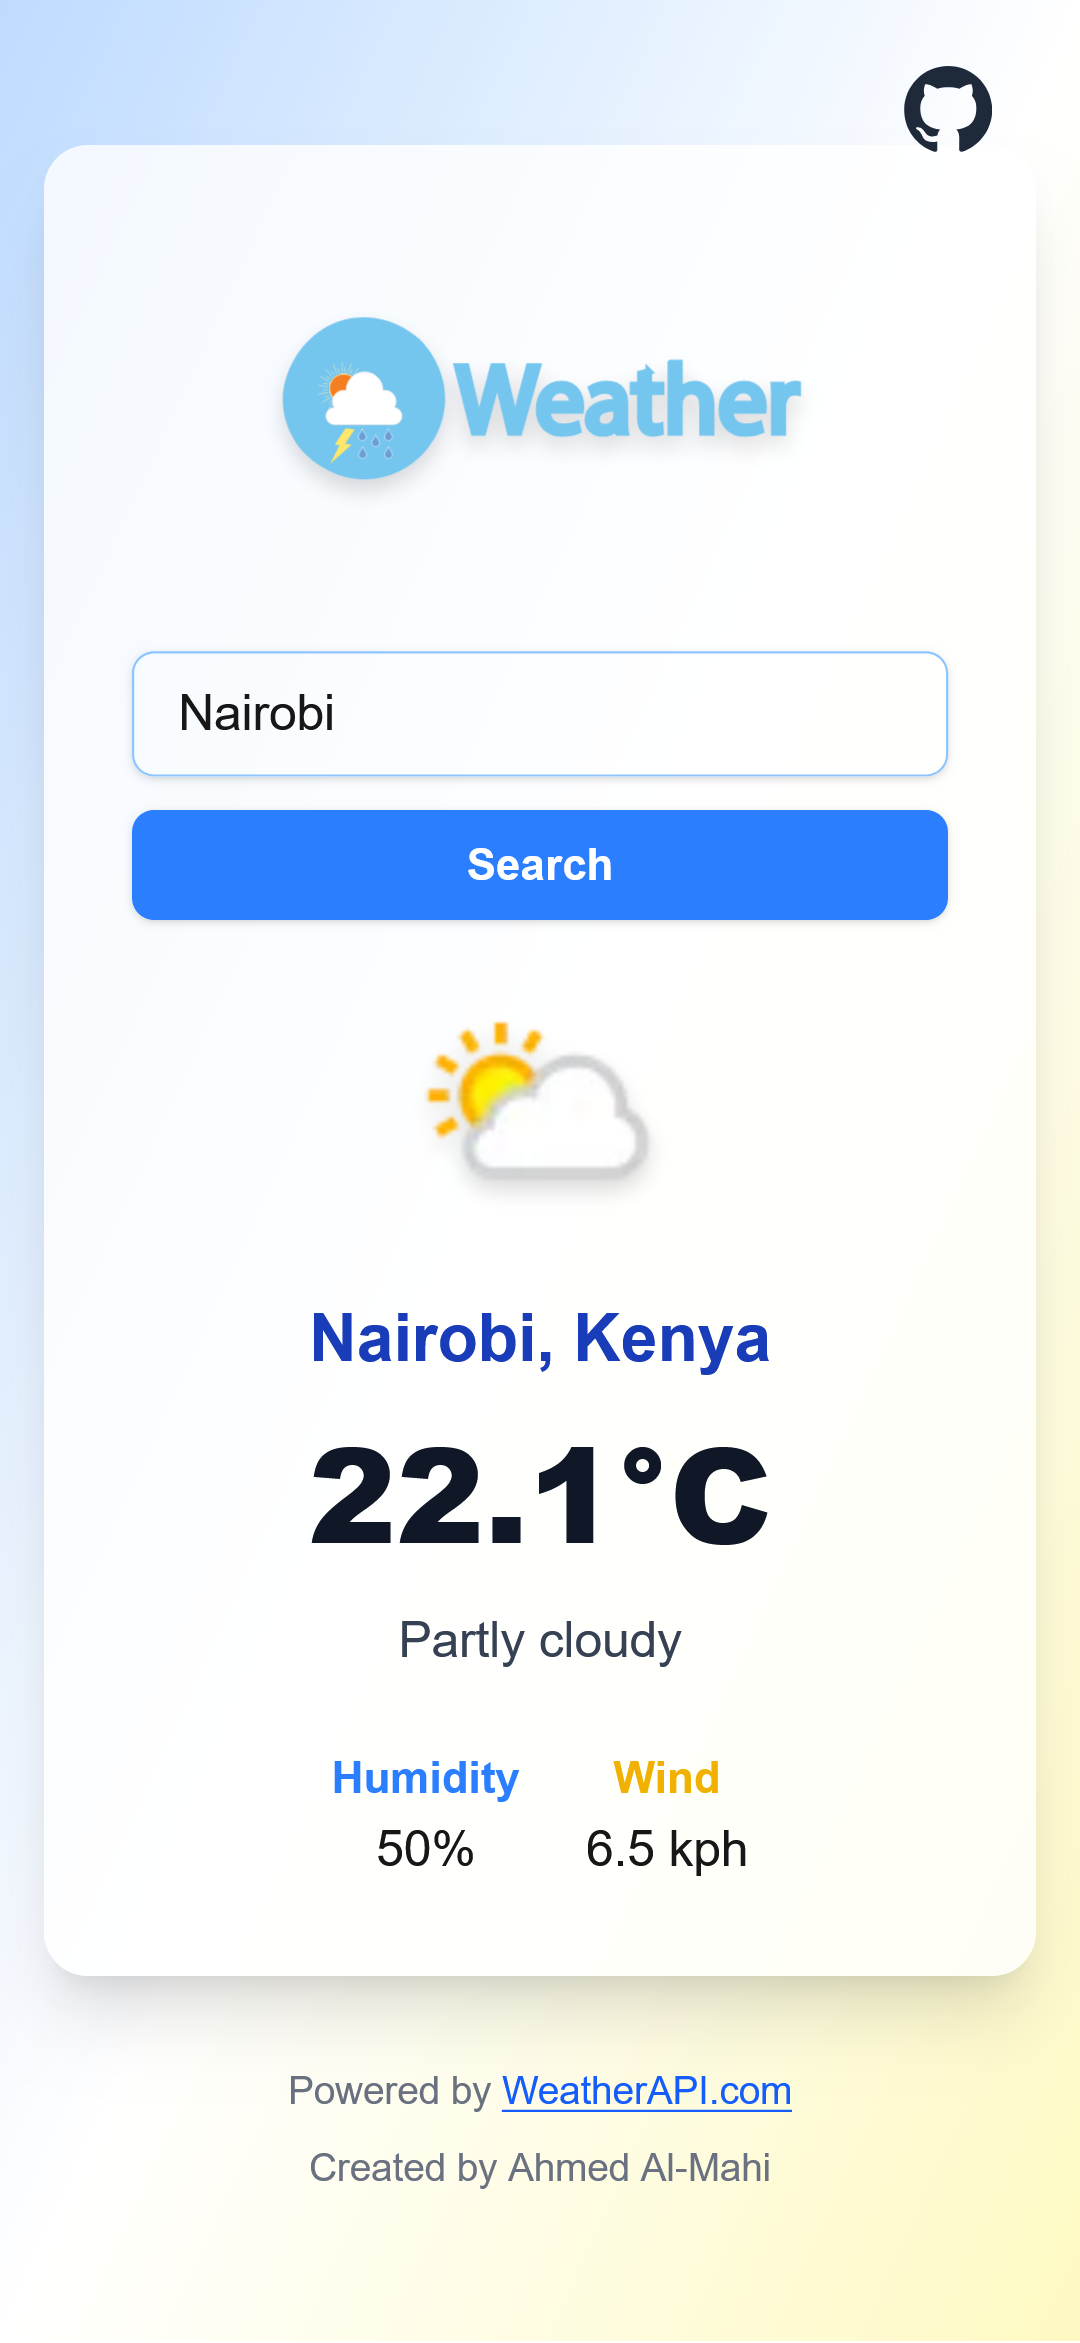 Weather
Nairobi
Search
Nairobi, Kenya
22.1°C
Partly cloudy
Humidity Wind
50% 6.5 kph
Powered by WeatherAPI.com
Created by Ahmed Al-Mahi